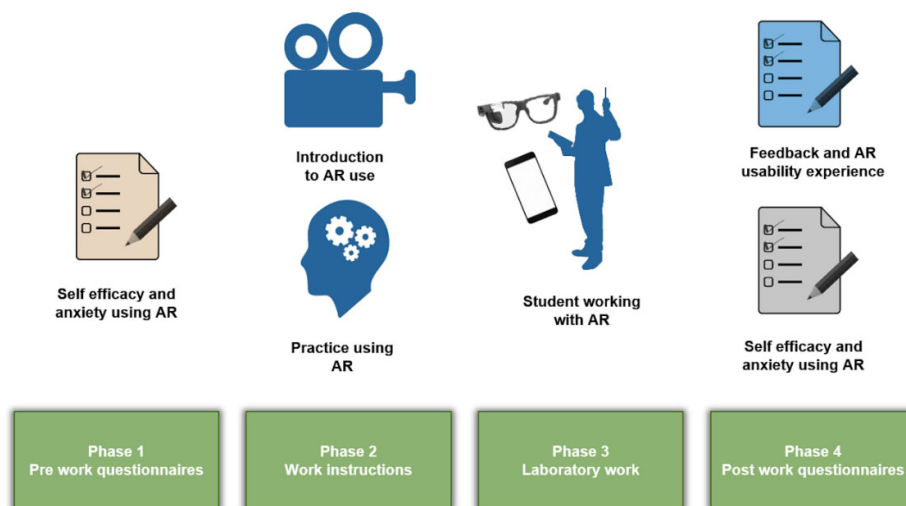 Self efficacy and
anxiety using AR
Introduction
to AR use
Practice using
AR
Student working
with AR
Feedback and AR
usability experience
Self efficacy and
anxiety using AR
Phase 1
Pre work questionnaires
Phase 2
Work instructions
Phase 3
Laboratory work
Phase 4
Post work questionnaires